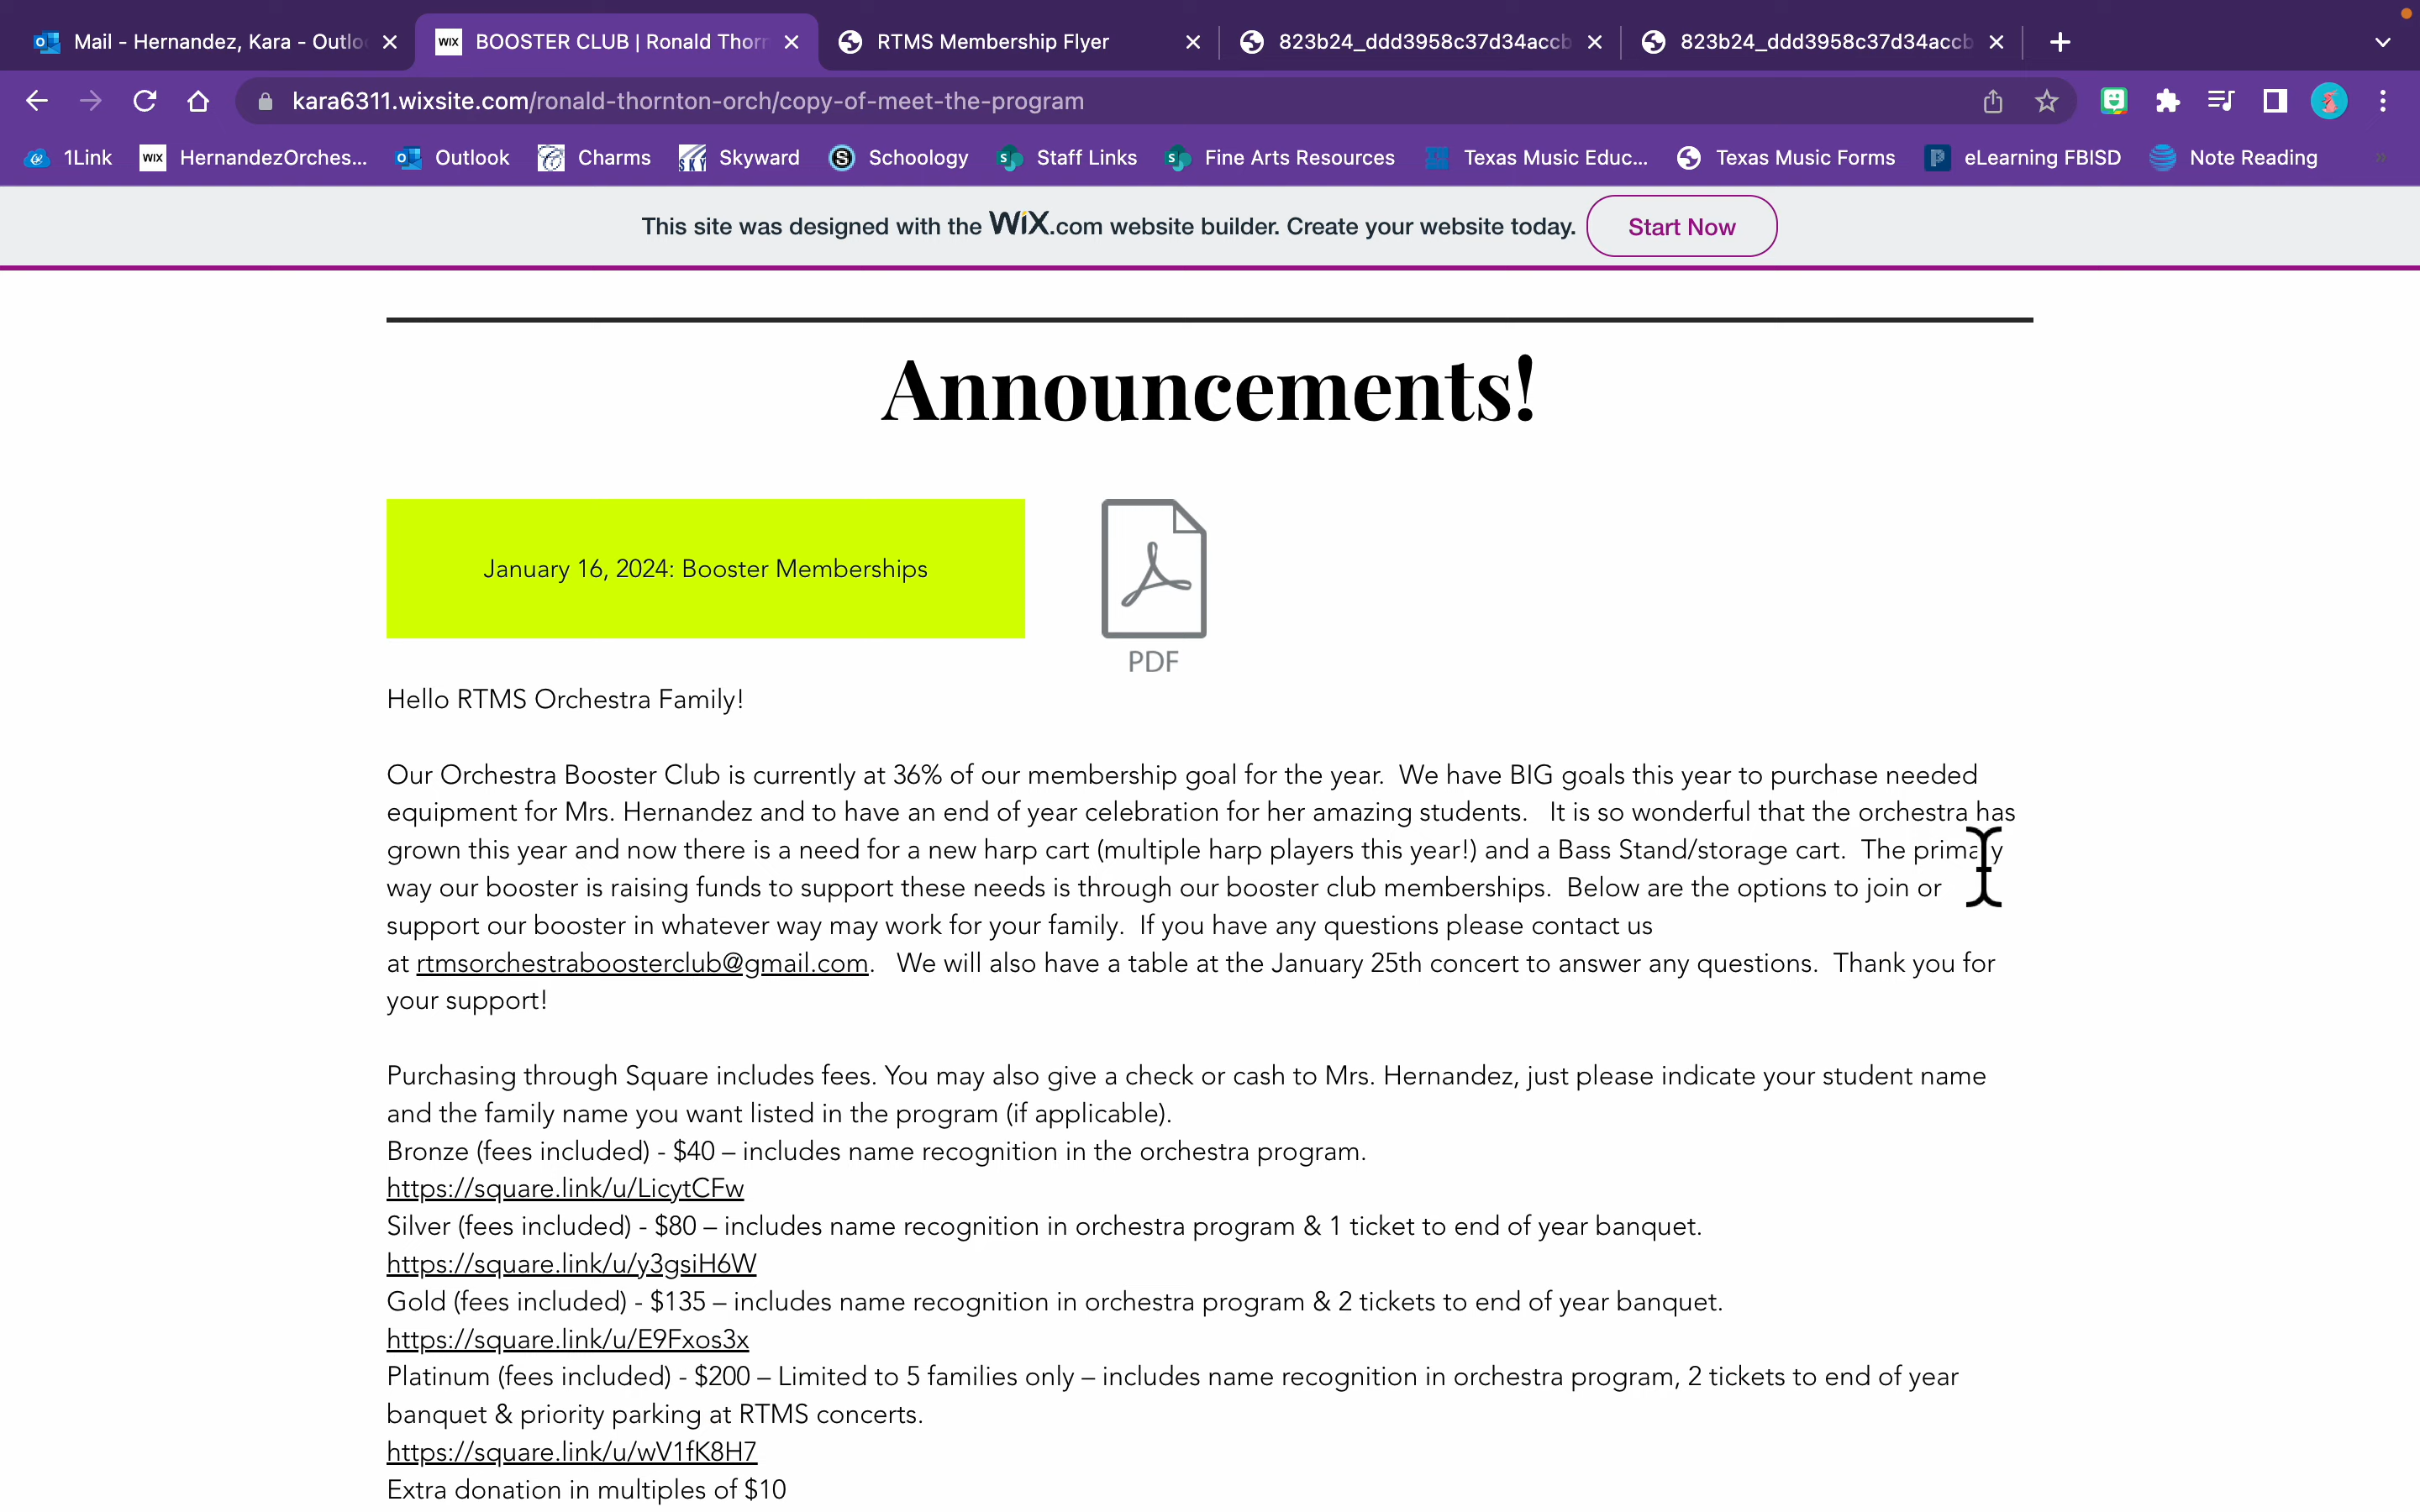 Mail - Hernandez, Kara - Outlo
BOOSTER CLUB | Ronald Thorn
RTMS Membership Flyer
823b24_ddd3958c37d34accb
823b24_ddd3958c37d34accb
kara6311.wixsite.com/ronald-thornton-orch/copy-of-meet-the-program
1Link
WIX HernandezOrches...
Outlook
Charms
SKY Skyward
Schoology
Staff Links
Fine Arts Resources
Texas Music Educ...
Texas Music Forms
eLearning FBISD
Note Reading
This site was designed with the WiX.com website builder. Create your website today.
Start Now
Announcements!
January 16, 2024: Booster Memberships
PDF
Hello RTMS Orchestra Family!
Our Orchestra Booster Club is currently at 36% of our membership goal for the year. We have BIG goals this year to purchase needed
equipment for Mrs. Hernandez and to have an end of year celebration for her amazing students. It is so wonderful that the orchestra has
grown this year and now there is a need for a new harp cart (multiple harp players this year!) and a Bass Stand/storage cart. The primary
way our booster is raising funds to support these needs is through our booster club memberships. Below are the options to join or
support our booster in whatever way may work for your family. If you have any questions please contact us
at rtmsorchestraboosterclub@gmail.com. We will also have a table at the January 25th concert to answer any questions. Thank you for
your support!
Purchasing through Square includes fees. You may also give a check or cash to Mrs. Hernandez, just please indicate your student name
and the family name you want listed in the program (if applicable).
Bronze (fees included) - $40 – includes name recognition in the orchestra program.
https://square.link/u/LicytCFw
Silver (fees included) - $80 – includes name recognition in orchestra program & 1 ticket to end of year banquet.
https://square.link/u/y3gsiH6W
Gold (fees included) - $135 – includes name recognition in orchestra program & 2 tickets to end of year banquet.
https://square.link/u/E9Fxos3x
Platinum (fees included) - $200 – Limited to 5 families only – includes name recognition in orchestra program, 2 tickets to end of year
banquet & priority parking at RTMS concerts.
https://square.link/u/wV1fK8H7
Extra donation in multiples of $10